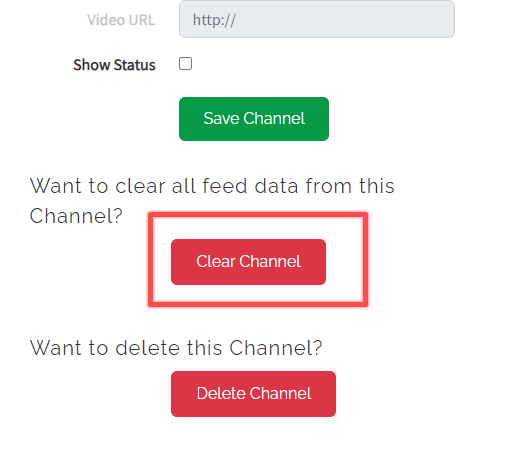 Video URL
http://
Show Status
Save Channel
Want to clear all feed data from this
Channel?
Clear Channel
Want to delete this Channel?
Delete Channel